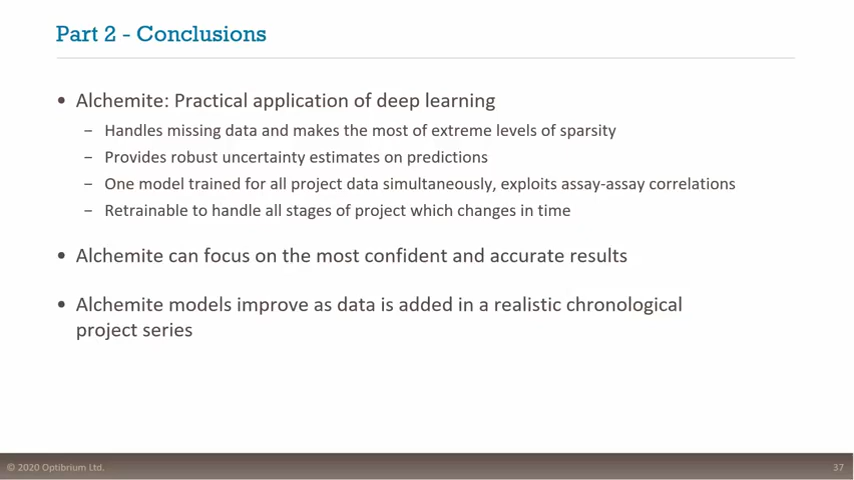 Part 2 - Conclusions
• Alchemite: Practical application of deep learning
– Handles missing data and makes the most of extreme levels of sparsity
– Provides robust uncertainty estimates on predictions
– One model trained for all project data simultaneously, exploits assay-assay correlations
– Retrainable to handle all stages of project which changes in time
• Alchemite can focus on the most confident and accurate results
• Alchemite models improve as data is added in a realistic chronological
project series
© 2020 Optibrium Ltd.
37